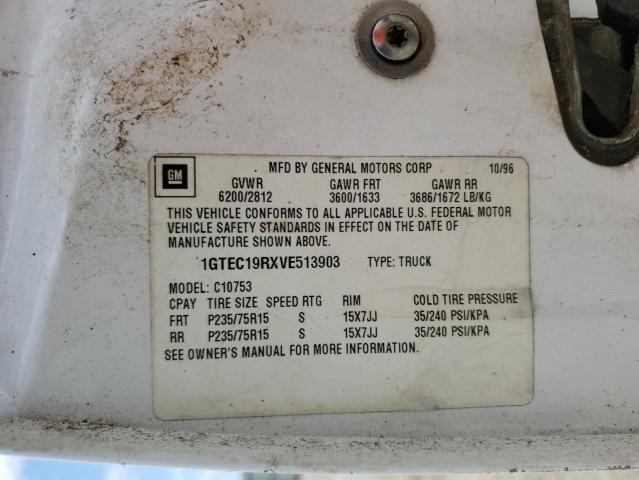 GM
MFD BY GENERAL MOTORS CORP 10/96
GVWR GAWR FRT GAWR RR
6200/2812 3600/1633 3686/1672 LB/KG
THIS VEHICLE CONFORMS TO ALL APPLICABLE U.S. FEDERAL MOTOR
VEHICLE SAFETY STANDARDS IN EFFECT ON THE DATE OF
MANUFACTURE SHOWN ABOVE.
1GTEC19RXVE513903 TYPE: TRUCK
MODEL: C10753
CPAY TIRE SIZE SPEED RTG RIM COLD TIRE PRESSURE
FRT P235/75R15 S 15X7JJ 35/240 PSI/KPA
RR P235/75R15 S 15X7JJ 35/240 PSI/KPA
SEE OWNER'S MANUAL FOR MORE INFORMATION.